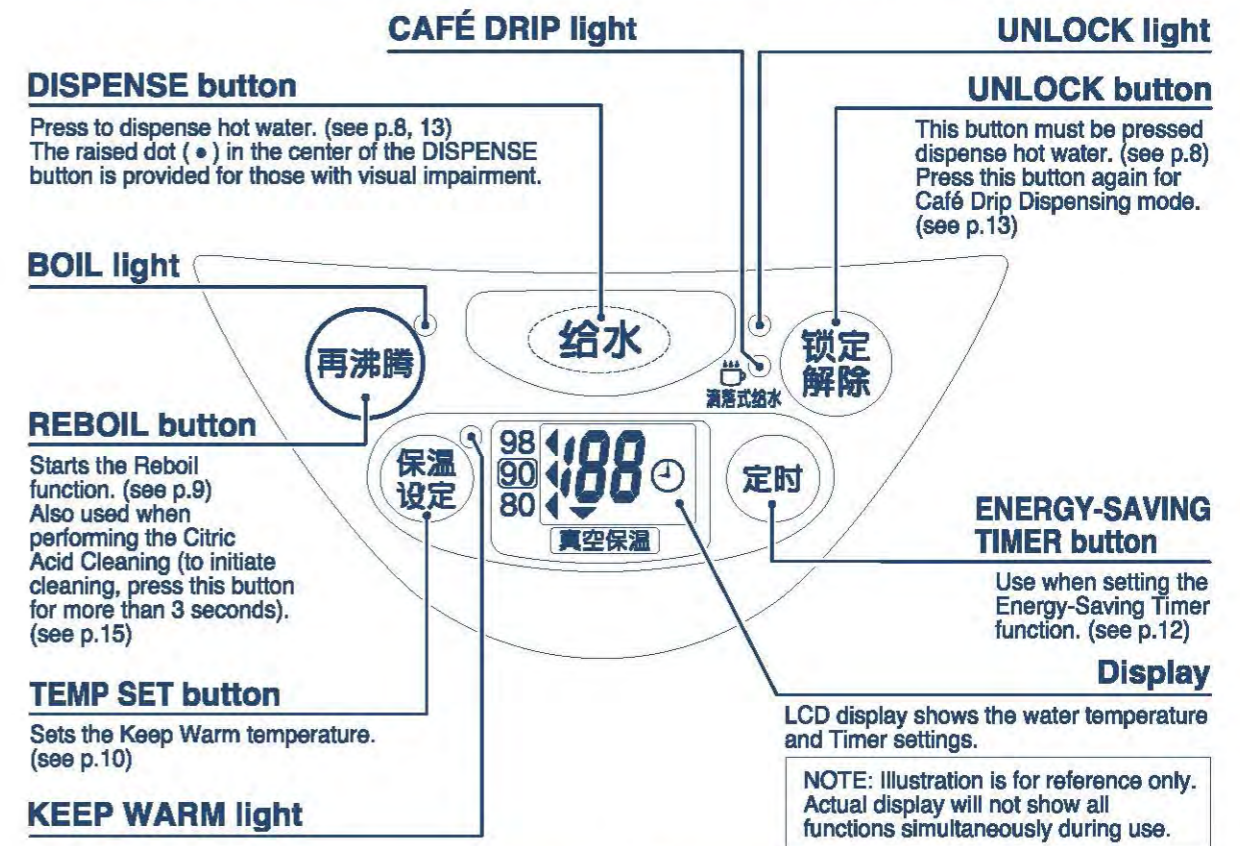 CAFÉ DRIP light
UNLOCK light
DISPENSE button
Press to dispense hot water. (see p.8, 13)
The raised dot ( • ) in the center of the DISPENSE
button is provided for those with visual impairment.
UNLOCK button
This button must be pressed
dispense hot water. (see p.8)
Press this button again for
Café Drip Dispensing mode.
(see p.13)
BOIL light
再沸腾
给水
滴落式给水
锁定
解除
REBOIL button
Starts the Reboil
function. (see p.9)
Also used when
performing the Citric
Acid Cleaning (to initiate
cleaning, press this button
for more than 3 seconds).
(see p.15)
保温
设定
98
90
80
188
真空保温
定时
ENERGY-SAVING
TIMER button
Use when setting the
Energy-Saving Timer
function. (see p.12)
TEMP SET button
Sets the Keep Warm temperature.
(see p.10)
KEEP WARM light
Display
LCD display shows the water temperature
and Timer settings.
NOTE: Illustration is for reference only.
Actual display will not show all
functions simultaneously during use.